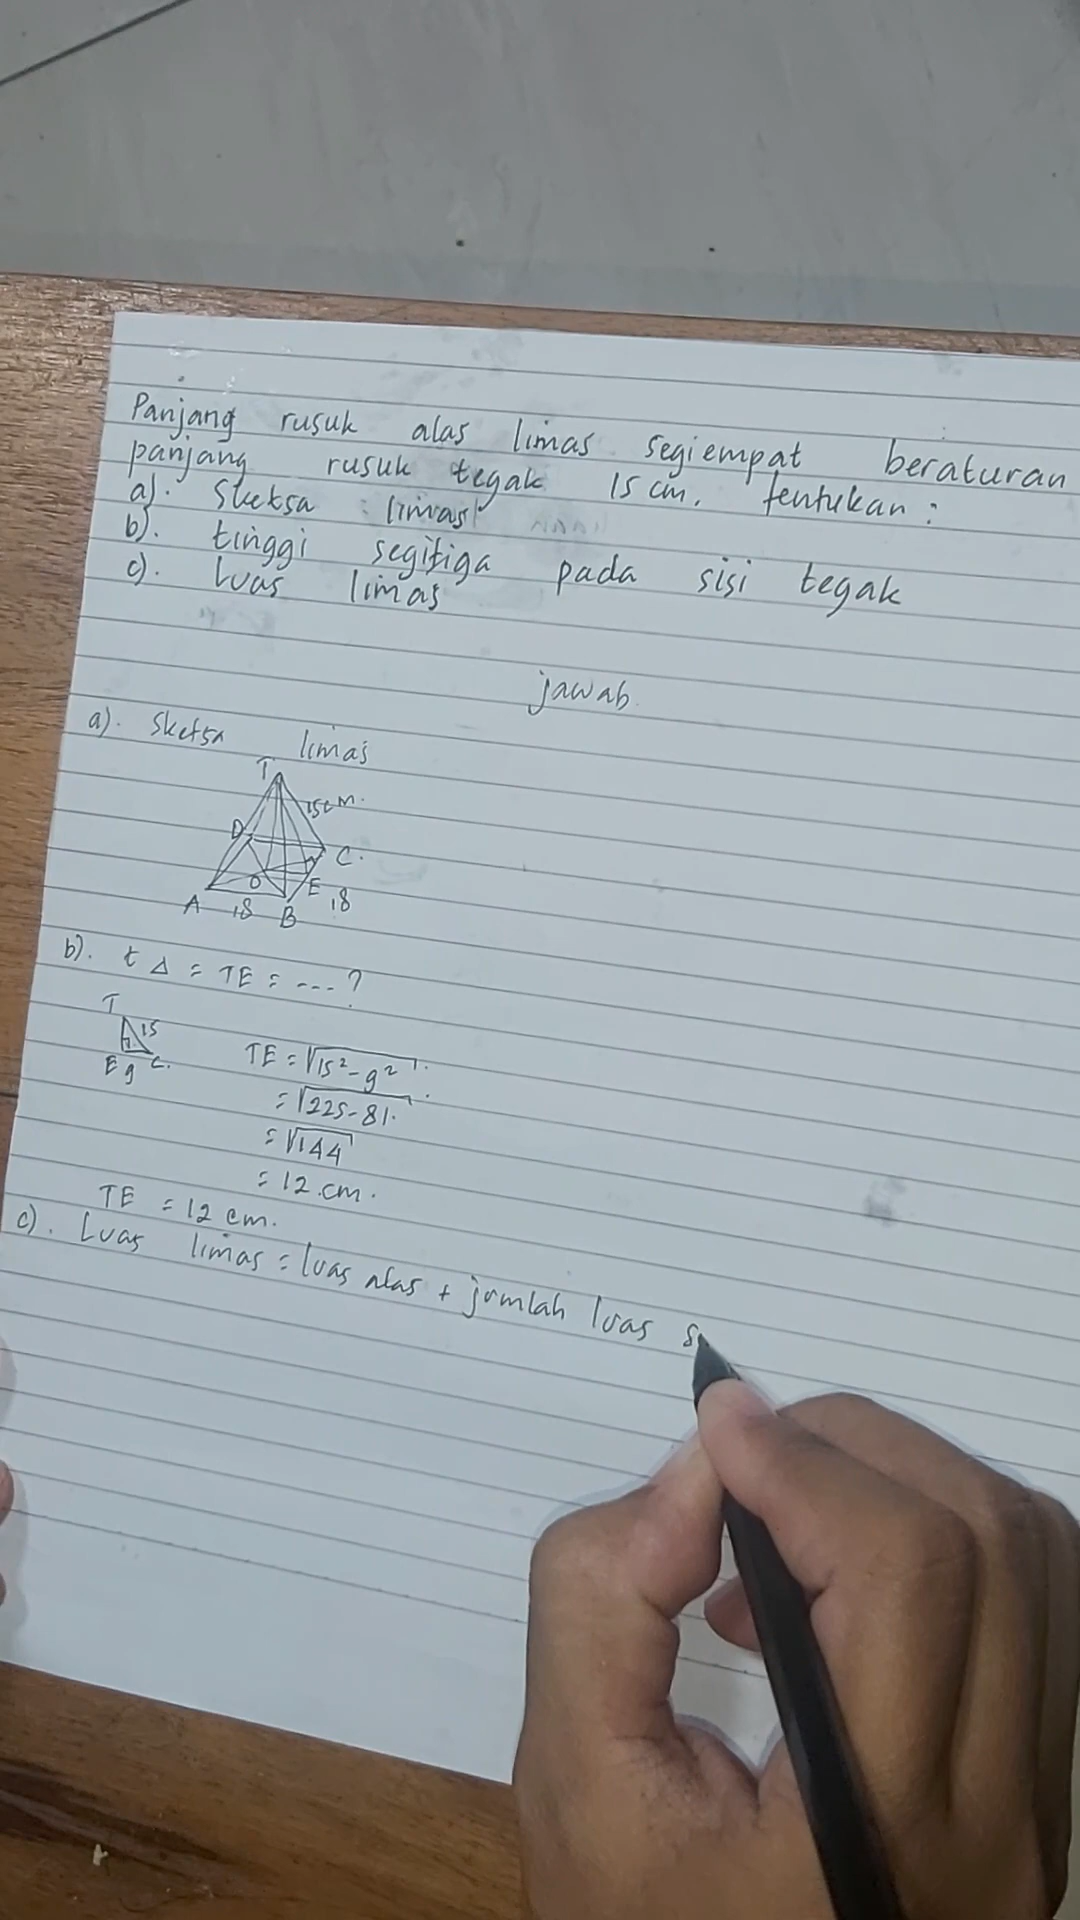 Panjang rusuk alas limas segiempat beraturan
panjang rusuk tegak 15 cm. tentukan :
a). Sketsa limas
b). tinggi segitiga pada sisi tegak
c). Luas limas
jawab
a). Sketsa limas
T
15 cm.
D
C.
O
E
A 18 B 18
b). t Δ = TE = ---- ?
T
15
E 9 C.
TE = √15² - 9²
= √225 - 81.
= √144
= 12 cm.
TE = 12 cm.
c). Luas limas = luas alas + jumlah luas s